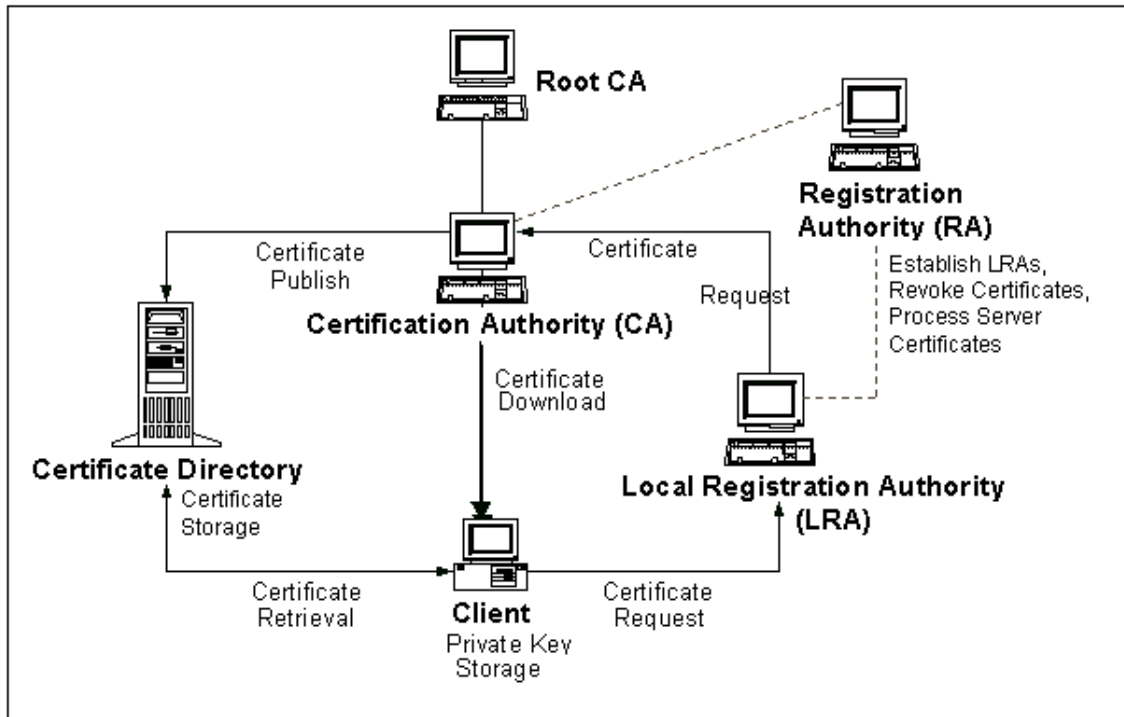 Root CA
Registration
Authority (RA)
Establish LRAs,
Revoke Certificates,
Process Server
Certificates
Certificate
Publish
Certificate
Request
Certification Authority (CA)
Certificate
Download
Certificate Directory
Certificate
Storage
Local Registration Authority
(LRA)
Certificate
Retrieval
Client
Private Key
Storage
Certificate
Request